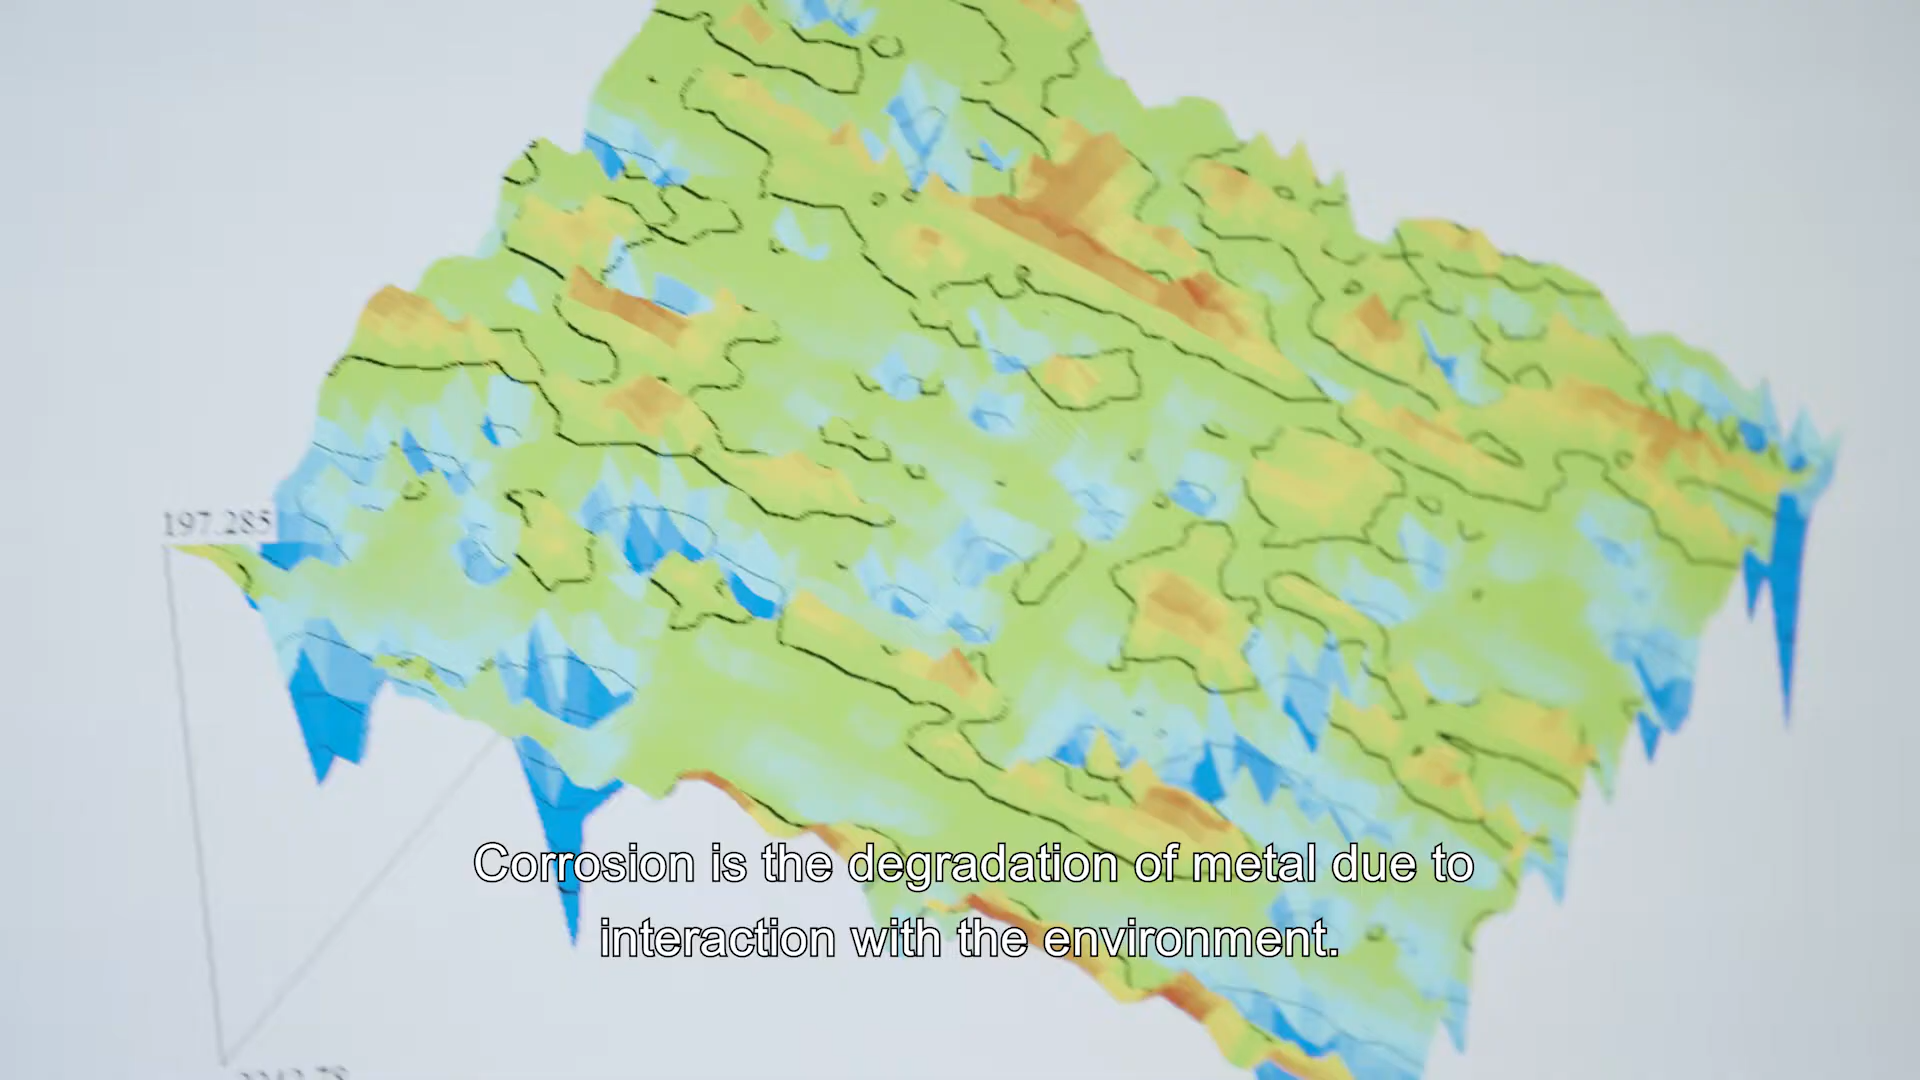 197.285
Corrosion is the degradation of metal due to
interaction with the environment.